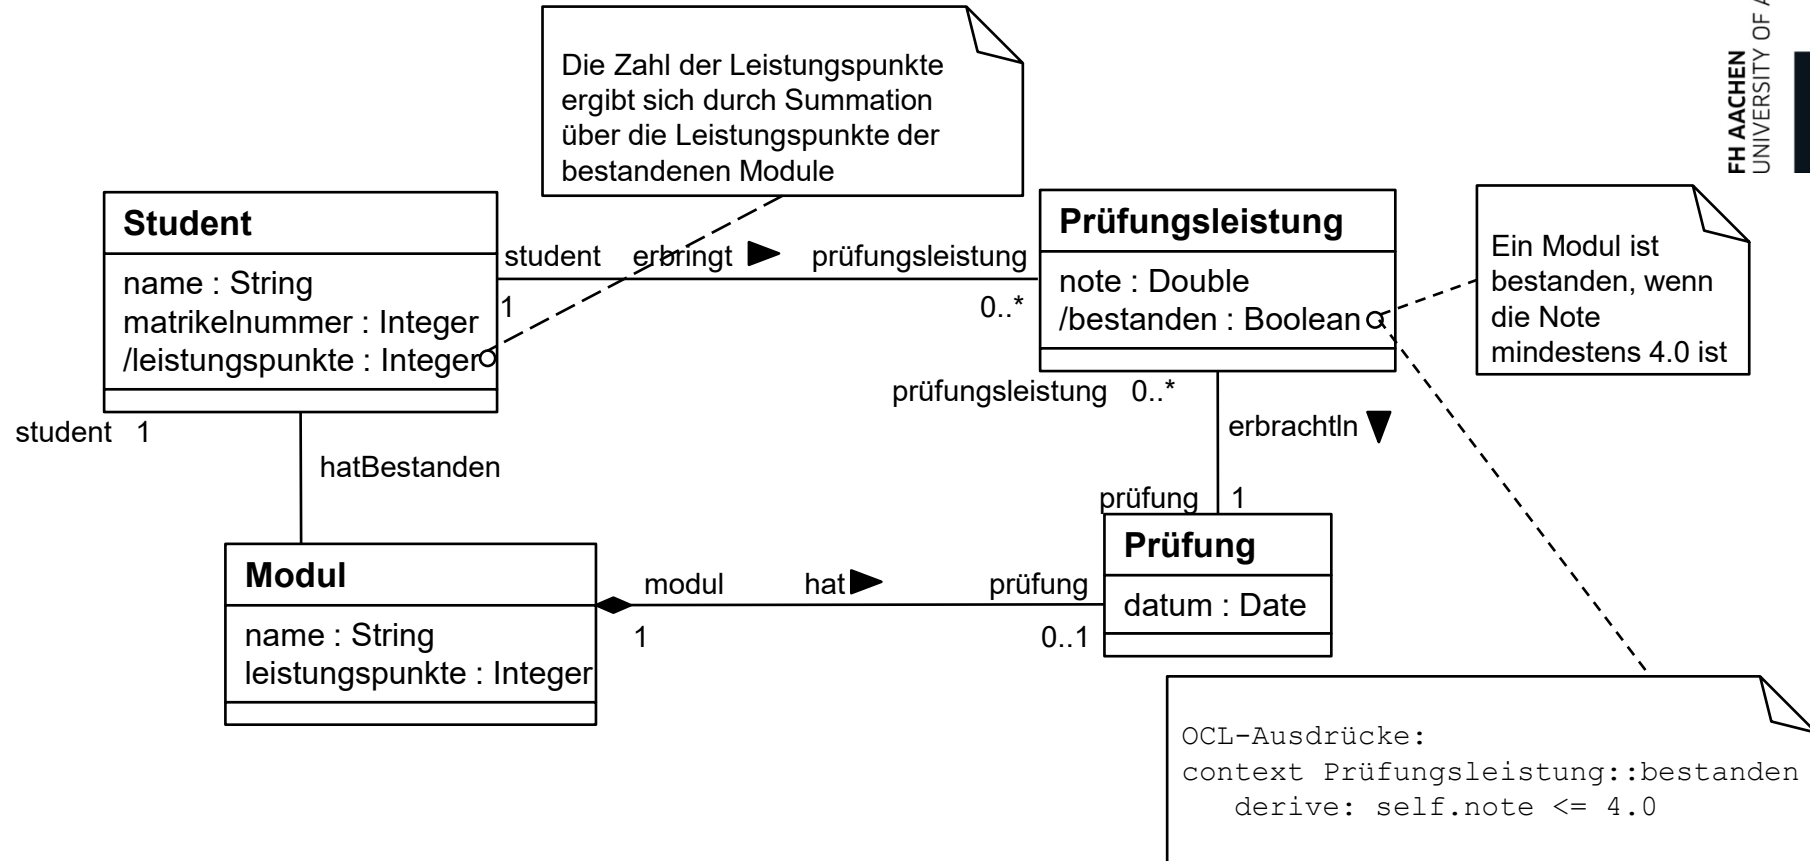 Die Zahl der Leistungspunkte
ergibt sich durch Summation
über die Leistungspunkte der
bestandenen Module
FH AACHEN
UNIVERSITY OF
Student
name : String
matrikelnummer : Integer
/leistungspunkte : Integer
student erbringt prüfungsleistung
1 0..*
Prüfungsleistung
note : Double
/bestanden : Boolean
Ein Modul ist
bestanden, wenn
die Note
mindestens 4.0 ist
prüfungsleistung 0..*
erbrachtIn
student 1
hatBestanden
prüfung 1
Prüfung
datum : Date
Modul
name : String
leistungspunkte : Integer
modul hat prüfung
1 0..1
OCL-Ausdrücke:
context Prüfungsleistung::bestanden
derive: self.note <= 4.0